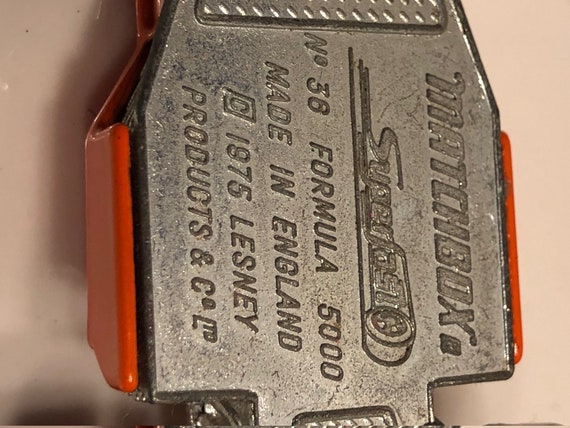 MATCHBOX ®
Superfast
Nº 36 FORMULA 5000
MADE IN ENGLAND
© 1975 LESNEY
PRODUCTS & Cº Lᵀᴰ